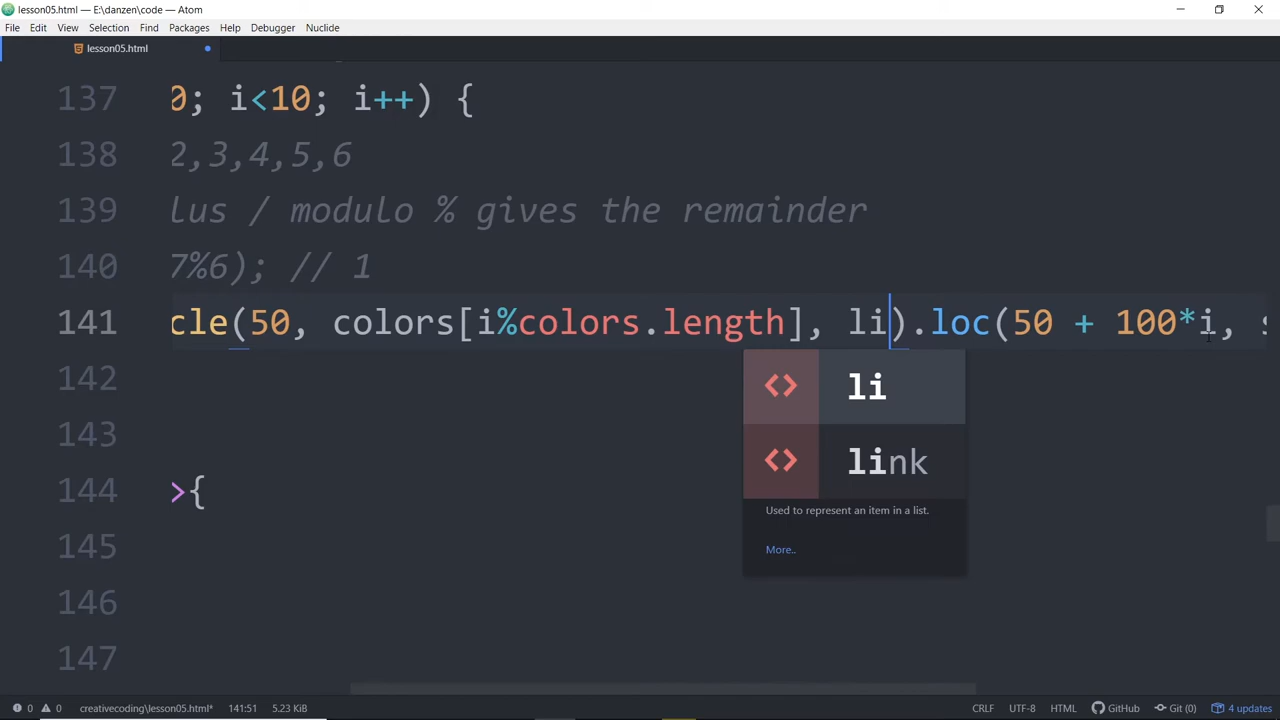 lesson05.html — E:\danzen\code — Atom
File Edit View Selection Find Packages Help Debugger Nuclide
lesson05.html
137 0; i<10; i++) {
138 2,3,4,5,6
139 lus / modulo % gives the remainder
140 7%6); // 1
141 cle(50, colors[i%colors.length], li).loc(50 + 100*i, s
142
li
143
link
144 >{
Used to represent an item in a list.
145
More..
146
147
0 0 creativecoding\lesson05.html* 141:51 5.23 KiB CRLF UTF-8 HTML GitHub Git (0) 4 updates